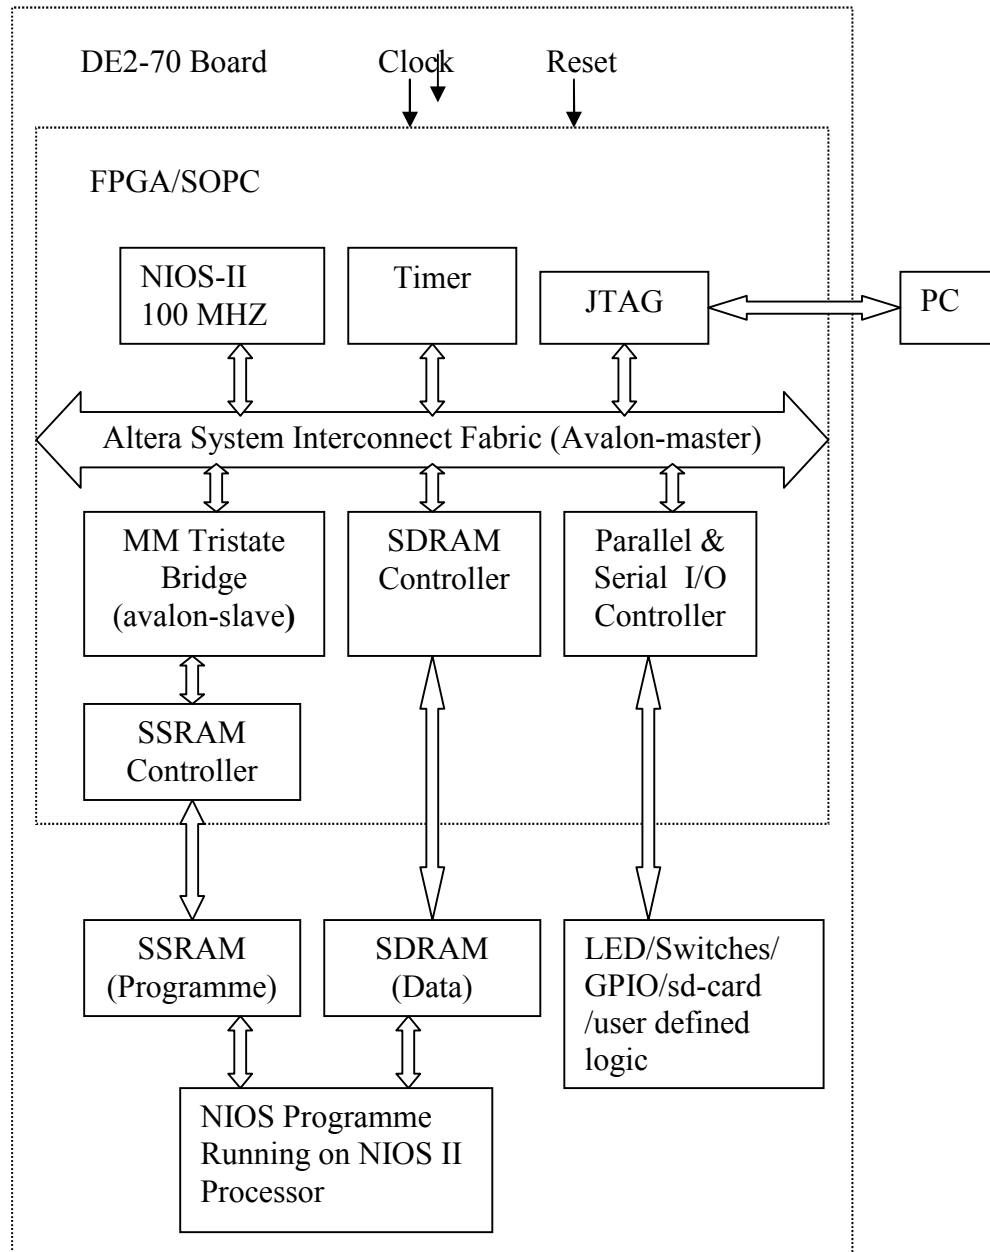 DE2-70 Board
Clock
Reset
FPGA/SOPC
NIOS-II
100 MHZ
Timer
JTAG
PC
Altera System Interconnect Fabric (Avalon-master)
MM Tristate
Bridge
(avalon-slave)
SDRAM
Controller
Parallel &
Serial I/O
Controller
SSRAM
Controller
SSRAM
(Programme)
SDRAM
(Data)
LED/Switches/
GPIO/sd-card
/user defined
logic
NIOS Programme
Running on NIOS II
Processor